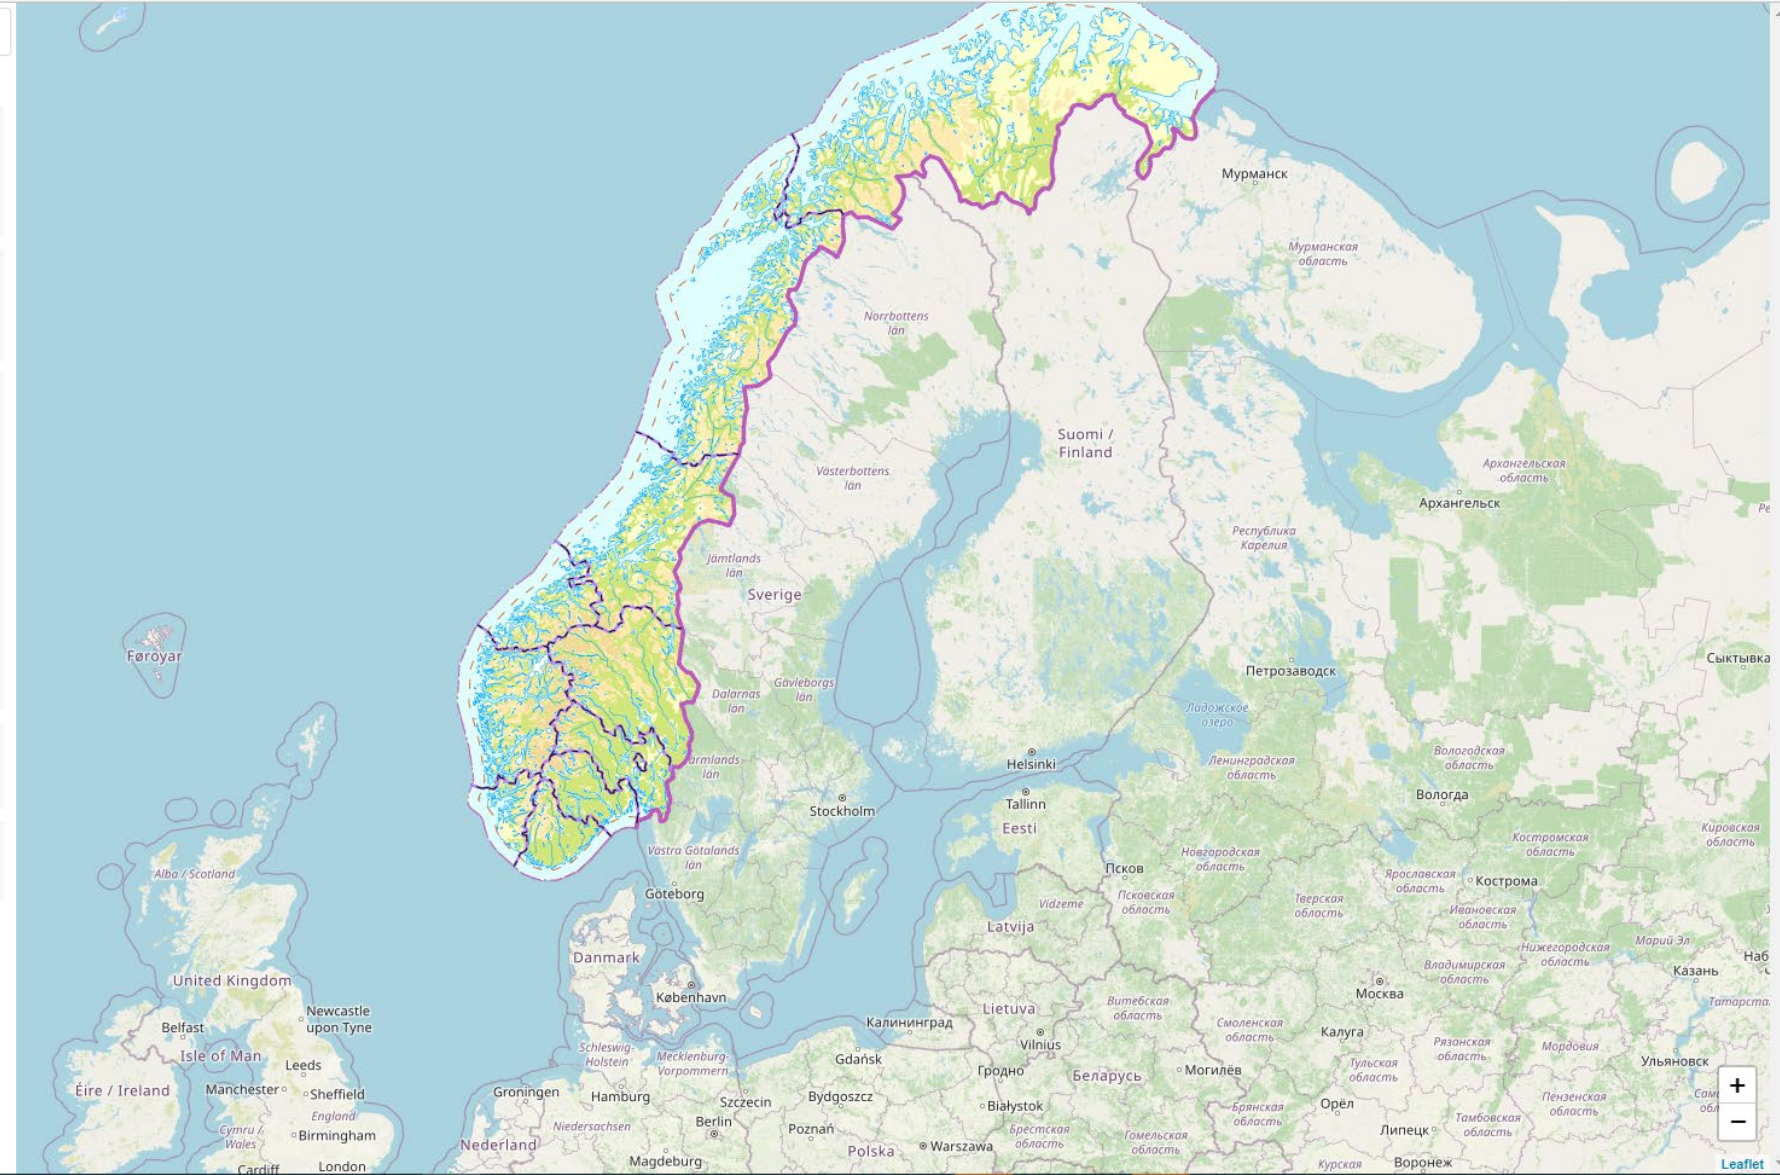 Мурманск
Мурманская
область
Norrbottens
län
Suomi /
Finland
Västerbottens
län
Архангельская
область
Архангельск
Республика
Карелия
Jämtlands
län
Sverige
Føroyar
Петрозаводск
Сыктывка
Dalarnas
län
Gävleborgs
län
Ладожское
озеро
ärmlands
län
Helsinki
Ленинградская
область
Вологодская
область
Вологда
Stockholm
Tallinn
Eesti
Västra Götalands
län
Псков
Новгородская
область
Костромская
область
Кировская
область
Alba / Scotland
Göteborg
Псковская
область
Vidzeme
Ярославская
область
Кострома
Тверская
область
Ивановская
область
Latvija
Нижегородская
область
Марий Эл
Danmark
Владимирская
область
Казань
Наб
United Kingdom
København
Москва
Newcastle
upon Tyne
Belfast
Калининград
Lietuva
Витебская
область
Татарста
Isle of Man
Vilnius
Смоленская
область
Калуга
Рязанская
область
Мордовия
Ульяновск
Schleswig-
Holstein
Mecklenburg-
Vorpommern
Gdańsk
Leeds
Гродно
Беларусь
Могилёв
Тульская
область
Éire / Ireland
Manchester
Sheffield
Groningen
Hamburg
Szczecin
Bydgoszcz
Białystok
Орёл
Пензенская
область
England
Cymru /
Wales
Birmingham
Niedersachsen
Berlin
Poznań
Брестская
область
Брянская
область
Липецк
Тамбовская
область
Nederland
Magdeburg
Polska
Warszawa
Гомельская
область
Курская
Воронеж
Cardiff
London
+
−
Leaflet